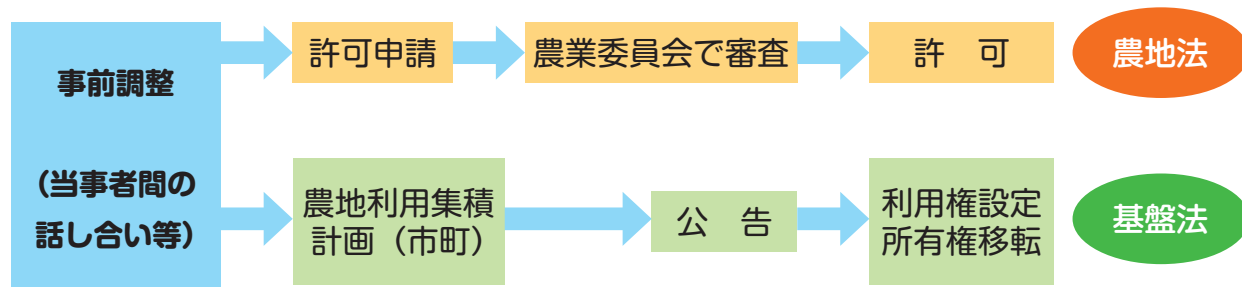 事前調整
（当事者間の
話し合い等）
許可申請
農業委員会で審査
許　可
農地法
農地利用集積
計画（市町）
公　告
利用権設定
所有権移転
基盤法